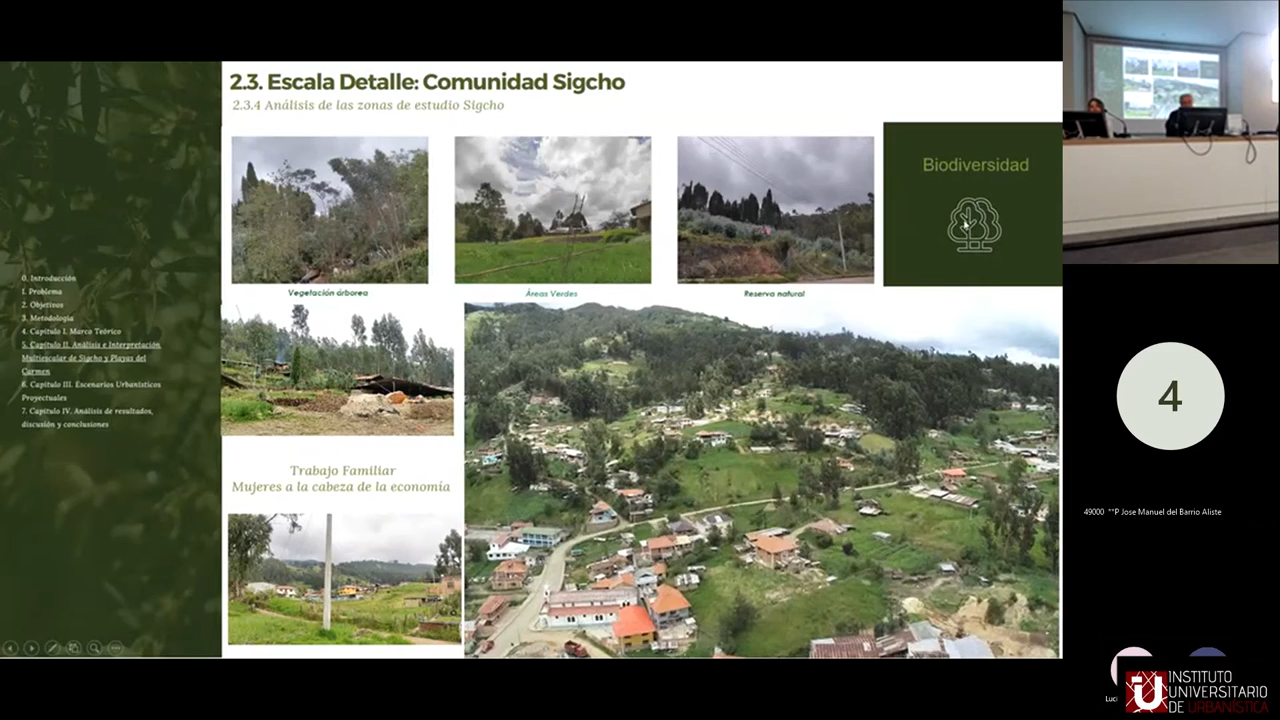 2.3. Escala Detalle: Comunidad Sigcho
2.3.4 Análisis de las zonas de estudio Sigcho
Biodiversidad
Vegetación árborea
Áreas Verdes
Reserva natural
Trabajo Familiar
Mujeres a la cabeza de la economía
0. Introducción
1. Problema
2. Objetivos
3. Metodología
4. Capítulo I. Marco Teórico
5. Capítulo II. Análisis e Interpretación
Multiescalar de Sigcho y Playas del
Carmen
6. Capítulo III. Escenarios Urbanísticos
Proyectuales
7. Capítulo IV. Análisis de resultados,
discusión y conclusiones
4
49000 **P Jose Manuel del Barrio Aliste
Luci
INSTITUTO
UNIVERSITARIO
DE URBANÍSTICA